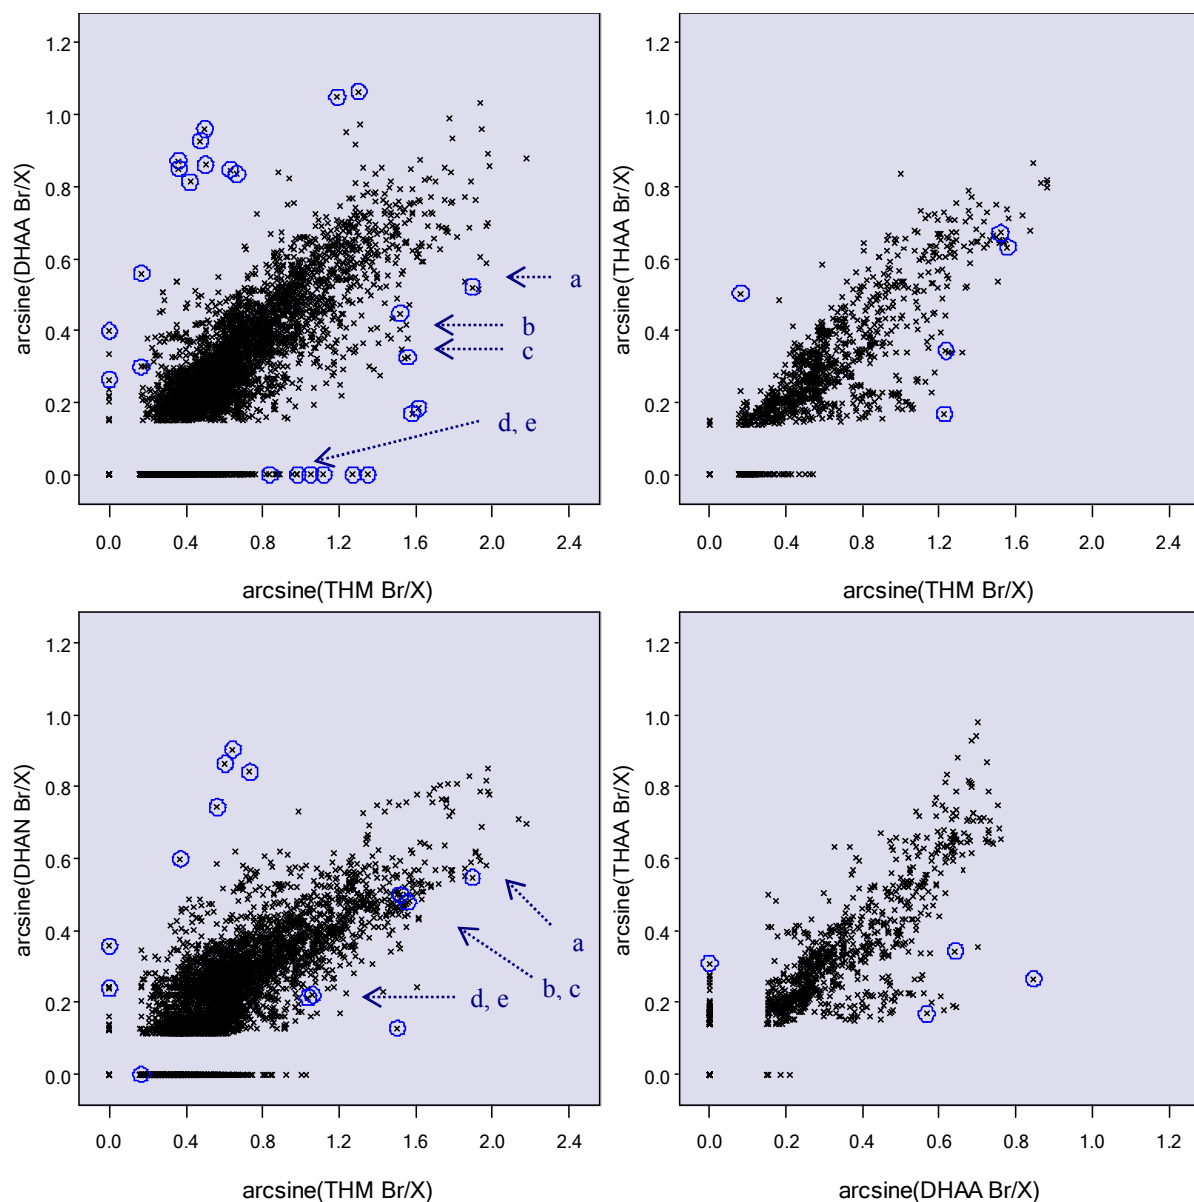 1.2
1.0
0.8
0.6
0.4
0.2
0.0
arcsine(DHAA Br/X)
a
b
c
d, e
0.0 0.4 0.8 1.2 1.6 2.0 2.4
arcsine(THM Br/X)
1.2
1.0
0.8
0.6
0.4
0.2
0.0
arcsine(THAA Br/X)
0.0 0.4 0.8 1.2 1.6 2.0 2.4
arcsine(THM Br/X)
1.2
1.0
0.8
0.6
0.4
0.2
0.0
arcsine(DHAN Br/X)
a
b, c
d, e
0.0 0.4 0.8 1.2 1.6 2.0 2.4
arcsine(THM Br/X)
1.2
1.0
0.8
0.6
0.4
0.2
0.0
arcsine(THAA Br/X)
0.0 0.2 0.4 0.6 0.8 1.0 1.2
arcsine(DHAA Br/X)